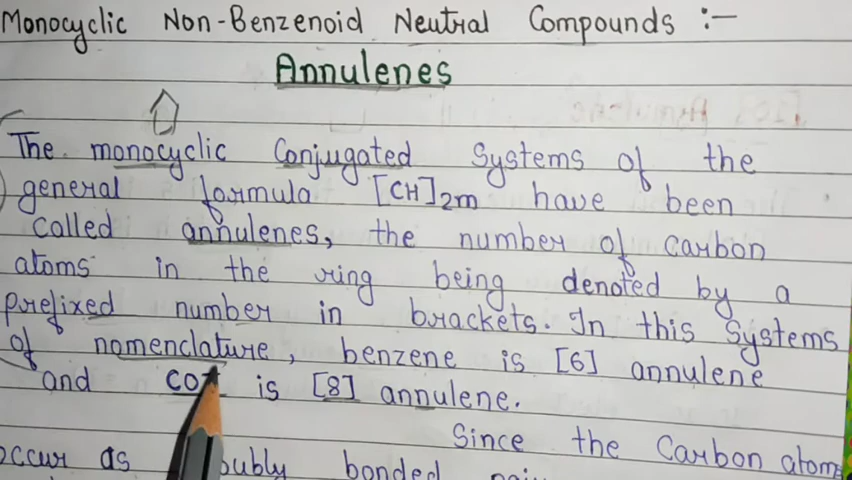 Monocyclic Non-Benzenoid Neutral Compounds :-
Annulenes
The monocyclic Conjugated Systems of the
general formula [CH]2m have been
called annulenes, the number of carbon
atoms in the ring being denoted by a
prefixed number in brackets. In this Systems
of nomenclature, benzene is [6] annulene
and COT is [8] annulene.
Since the Carbon atoms
occur as bonded